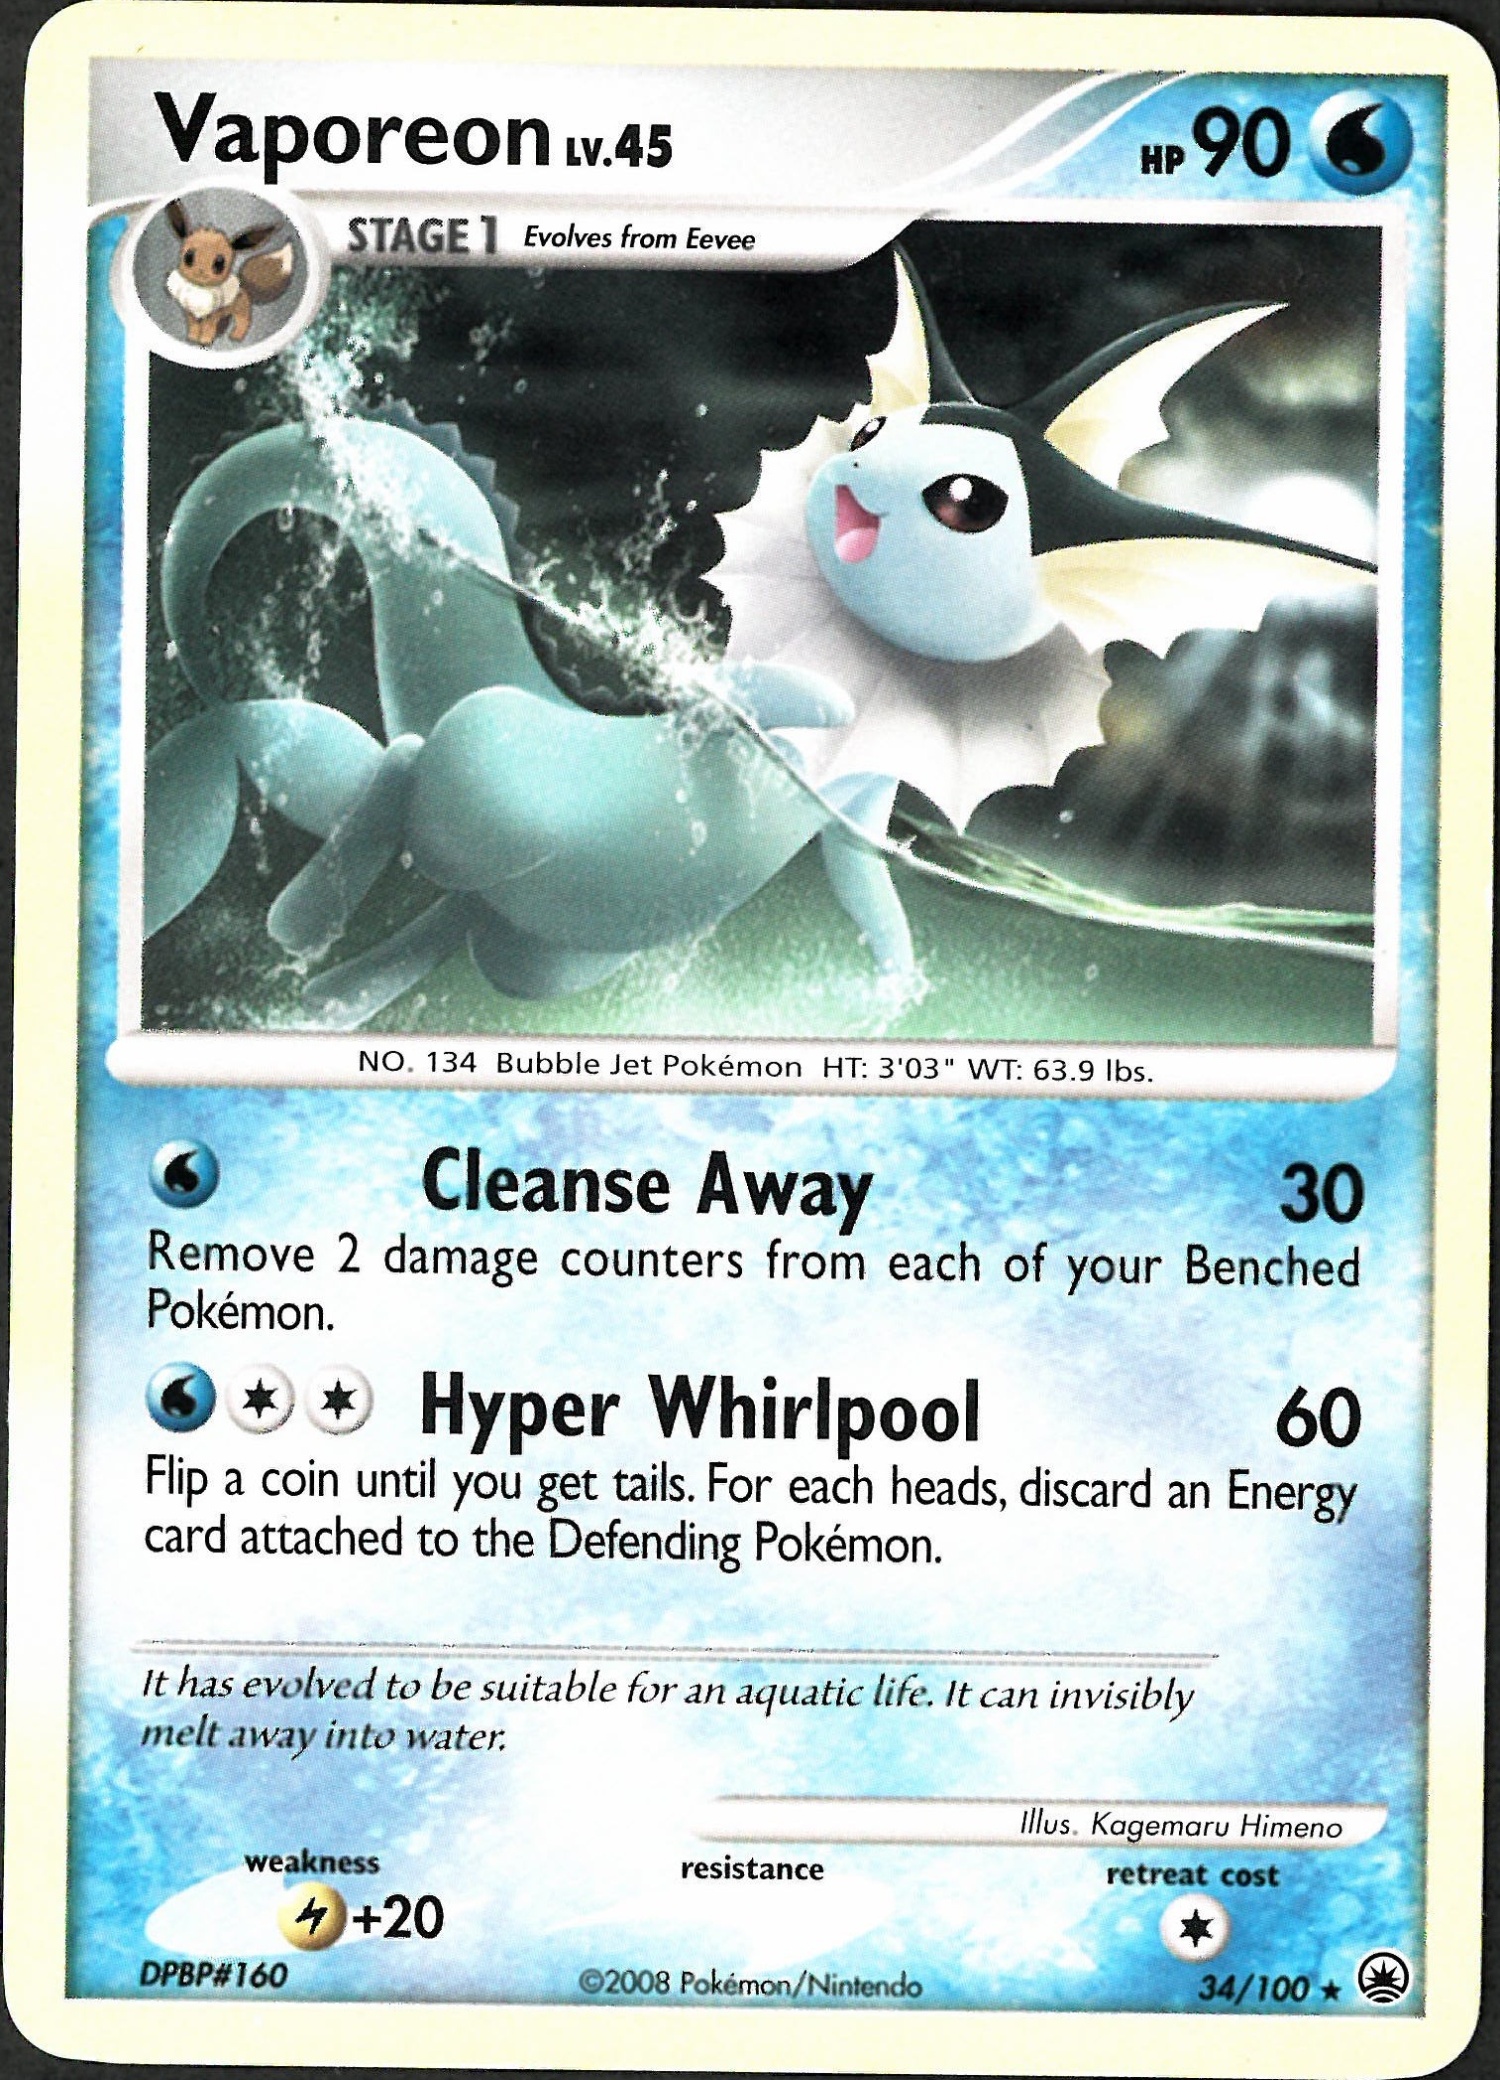 Vaporeon LV.45 HP 90
STAGE 1 Evolves from Eevee
NO. 134 Bubble Jet Pokémon HT: 3'03" WT: 63.9 lbs.
Cleanse Away 30
Remove 2 damage counters from each of your Benched
Pokémon.
Hyper Whirlpool 60
Flip a coin until you get tails. For each heads, discard an Energy
card attached to the Defending Pokémon.
It has evolved to be suitable for an aquatic life. It can invisibly
melt away into water.
Illus. Kagemaru Himeno
weakness resistance retreat cost
+20
DPBP#160 ©2008 Pokémon/Nintendo 34/100 ★